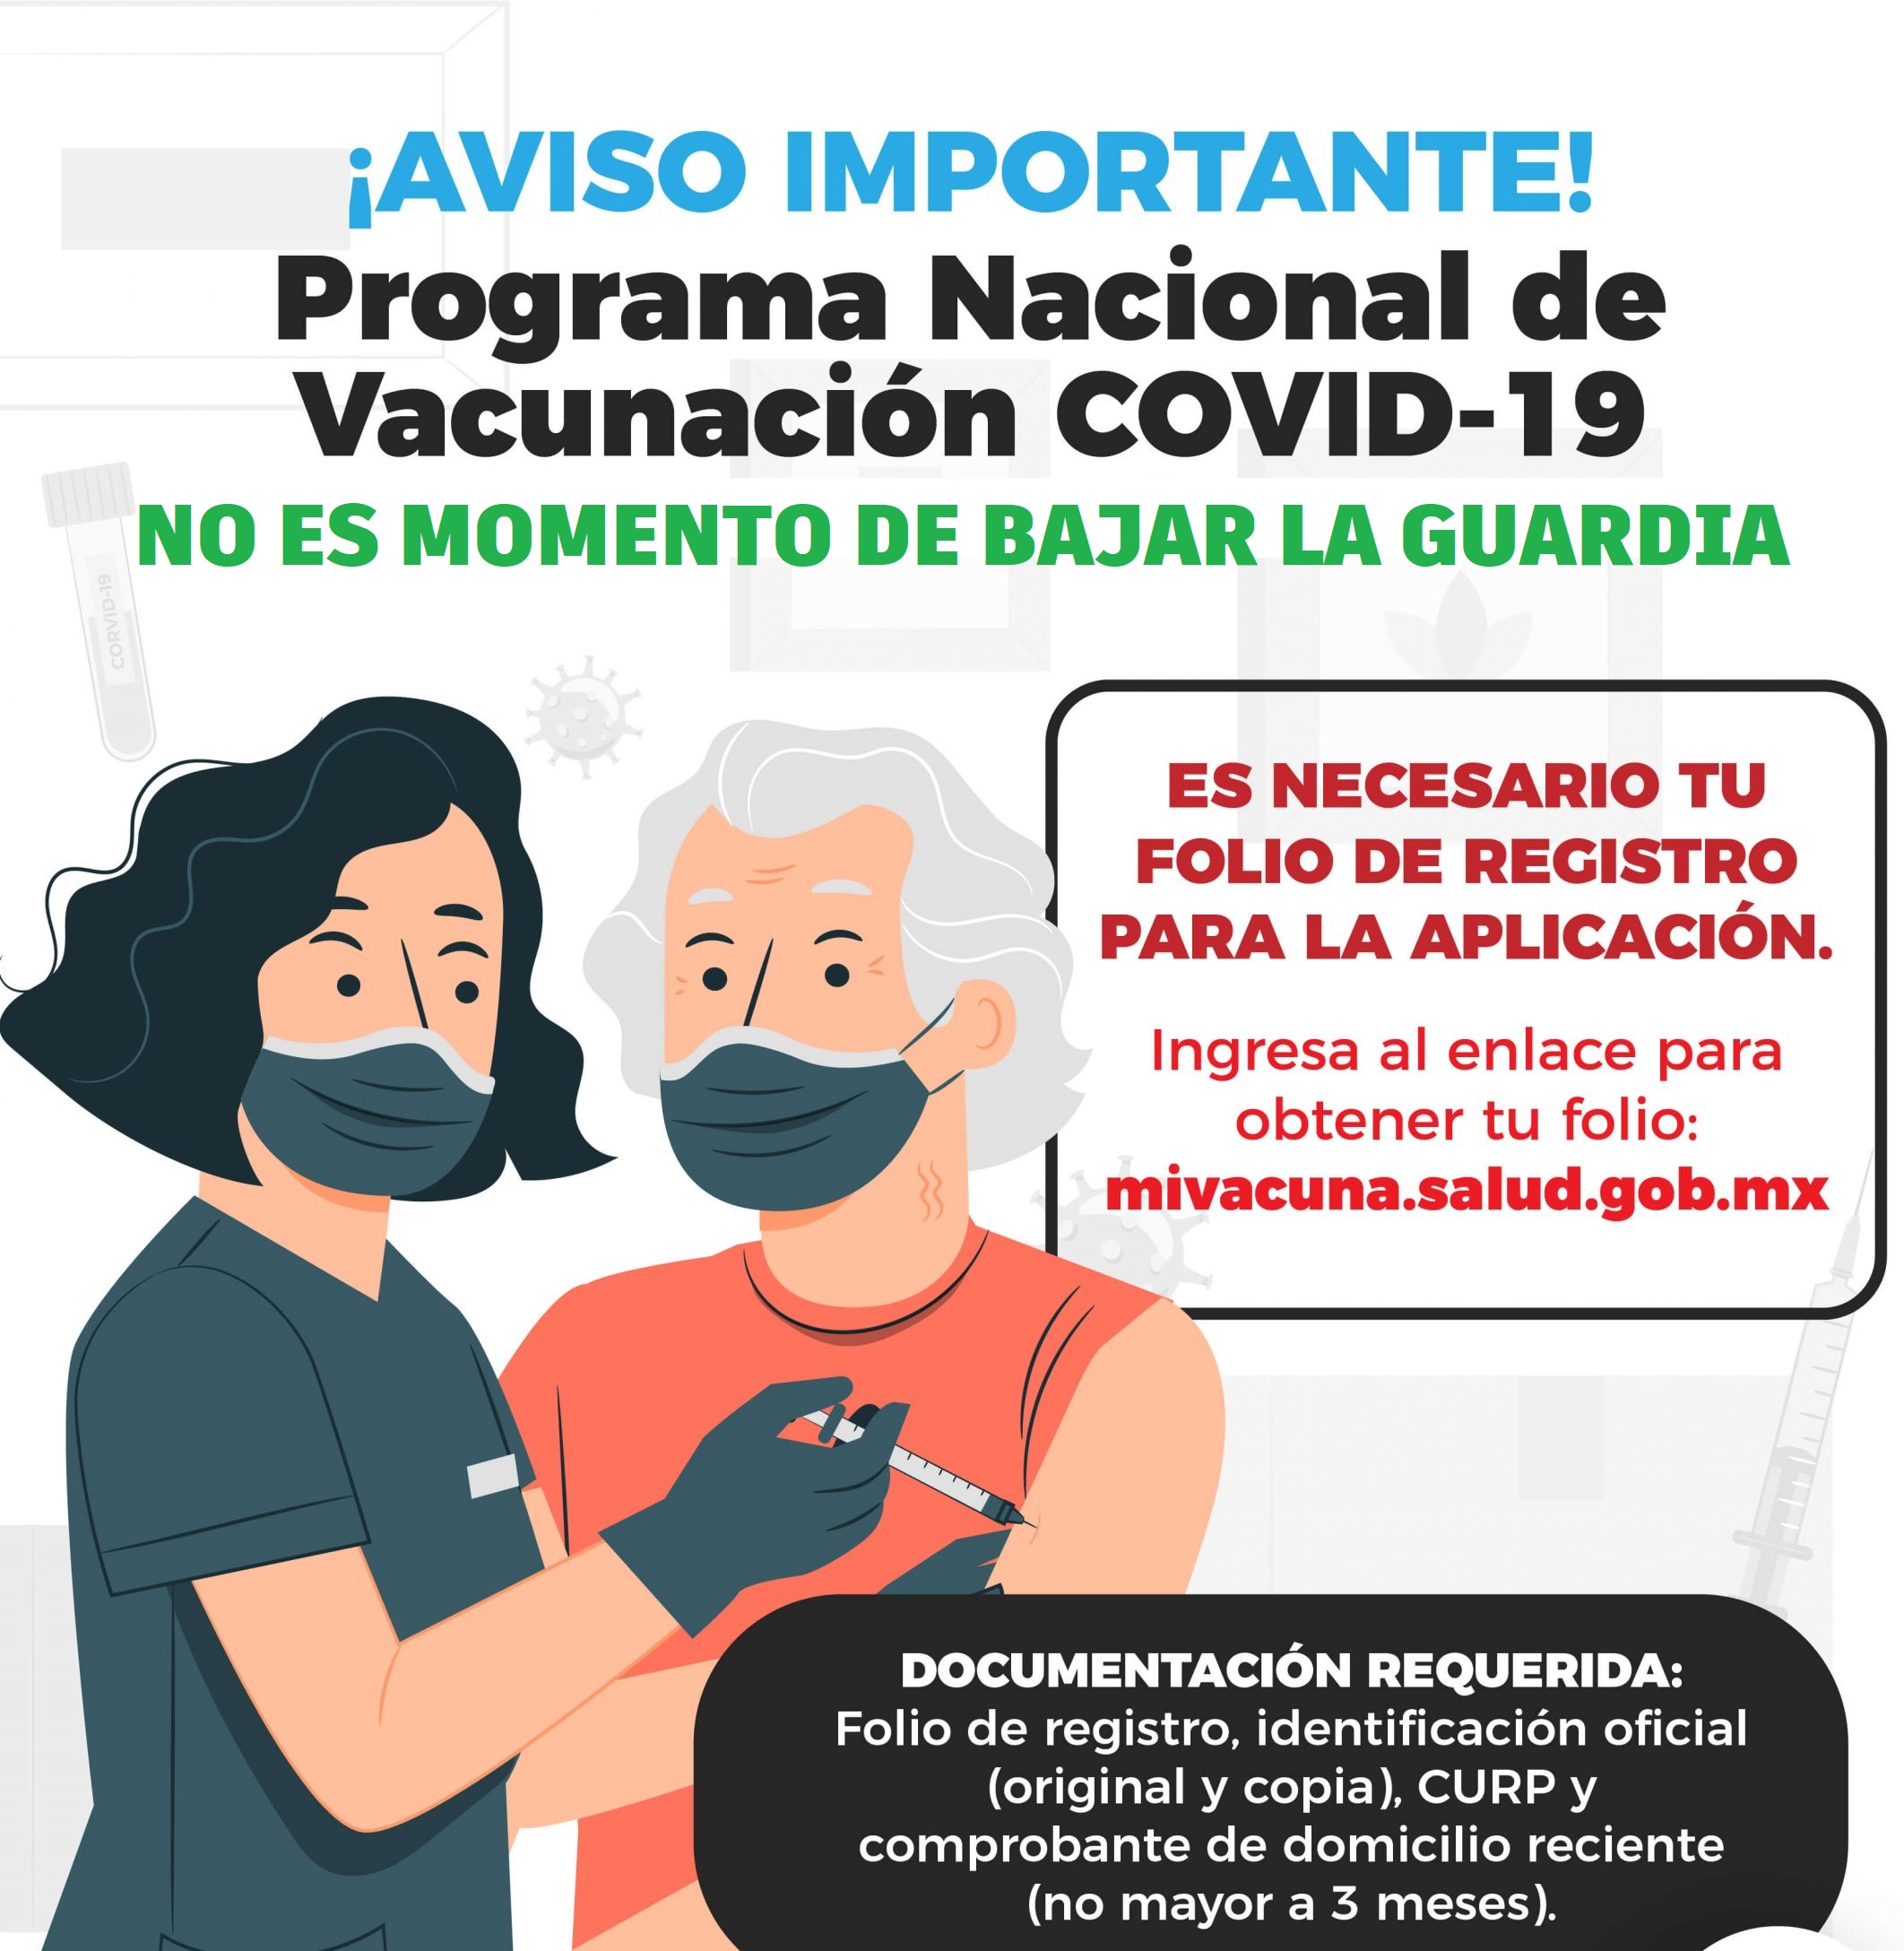 ¡AVISO IMPORTANTE!
Programa Nacional de
Vacunación COVID-19
NO ES MOMENTO DE BAJAR LA GUARDIA
CORVID-19
ES NECESARIO TU
FOLIO DE REGISTRO
PARA LA APLICACIÓN.
Ingresa al enlace para
obtener tu folio:
mivacuna.salud.gob.mx
DOCUMENTACIÓN REQUERIDA:
Folio de registro, identificación oficial
(original y copia), CURP y
comprobante de domicilio reciente
(no mayor a 3 meses).